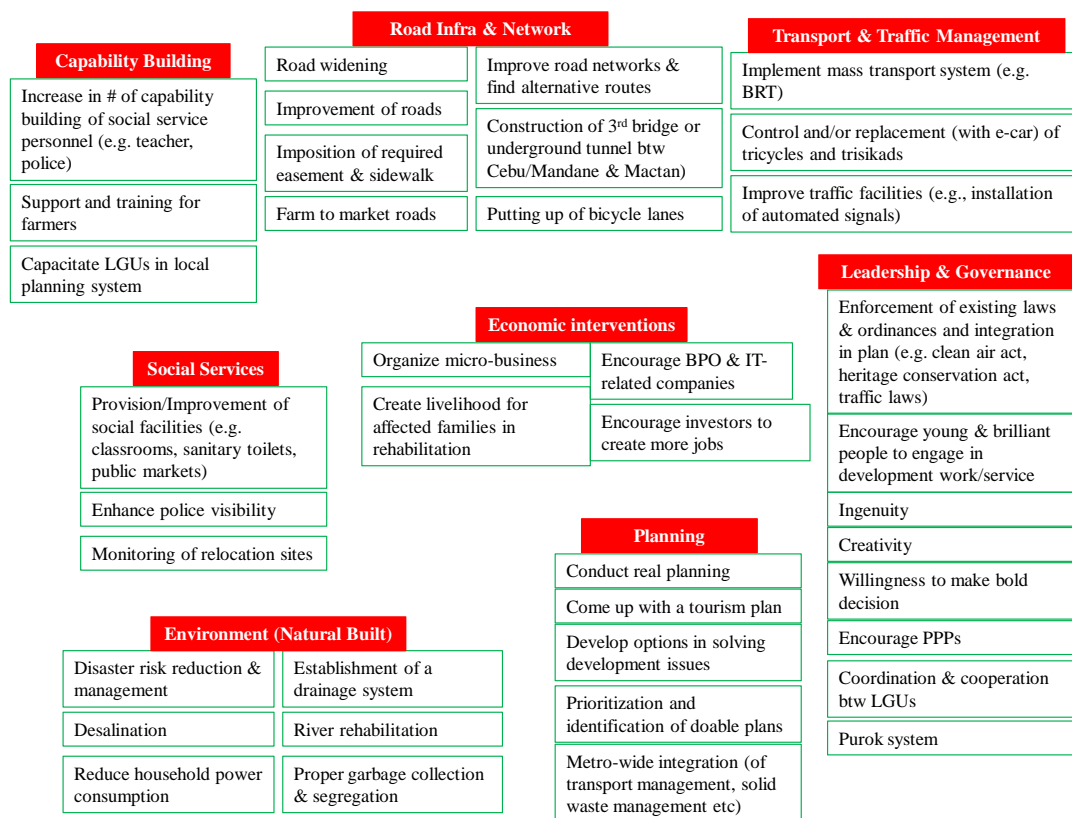 Capability Building
Increase in # of capability
building of social service
personnel (e.g. teacher,
police)
Support and training for
farmers
Capacitate LGUs in local
planning system
Road Infra & Network
Road widening
Improvement of roads
Imposition of required
easement & sidewalk
Farm to market roads
Improve road networks &
find alternative routes
Construction of 3rd bridge or
underground tunnel btw
Cebu/Mandane & Mactan)
Putting up of bicycle lanes
Transport & Traffic Management
Implement mass transport system (e.g.
BRT)
Control and/or replacement (with e-car) of
tricycles and trisikads
Improve traffic facilities (e.g., installation
of automated signals)
Social Services
Provision/Improvement of
social facilities (e.g.
classrooms, sanitary toilets,
public markets)
Enhance police visibility
Monitoring of relocation sites
Economic interventions
Organize micro-business
Create livelihood for
affected families in
rehabilitation
Encourage BPO & IT-
related companies
Encourage investors to
create more jobs
Leadership & Governance
Enforcement of existing laws
& ordinances and integration
in plan (e.g. clean air act,
heritage conservation act,
traffic laws)
Encourage young & brilliant
people to engage in
development work/service
Ingenuity
Creativity
Willingness to make bold
decision
Encourage PPPs
Coordination & cooperation
btw LGUs
Purok system
Environment (Natural Built)
Disaster risk reduction &
management
Desalination
Reduce household power
consumption
Establishment of a
drainage system
River rehabilitation
Proper garbage collection
& segregation
Planning
Conduct real planning
Come up with a tourism plan
Develop options in solving
development issues
Prioritization and
identification of doable plans
Metro-wide integration (of
transport management, solid
waste management etc)